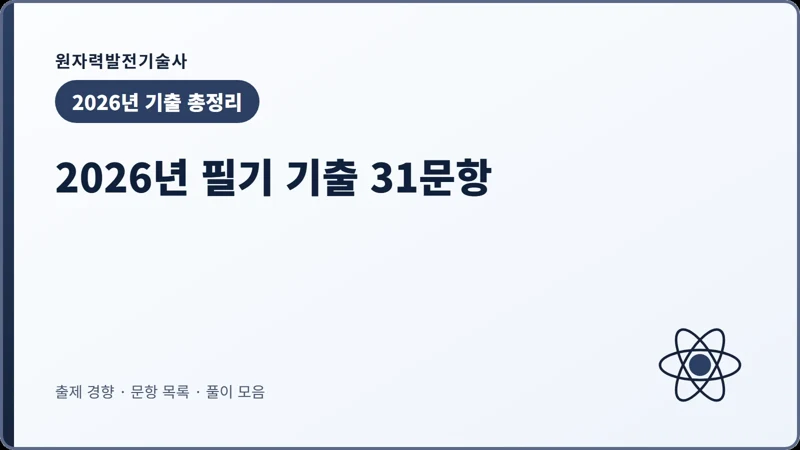 원자력발전기술사
2026년 기출 총정리
2026년 필기 기출 31문항
출제 경향 · 문항 목록 · 풀이 모음